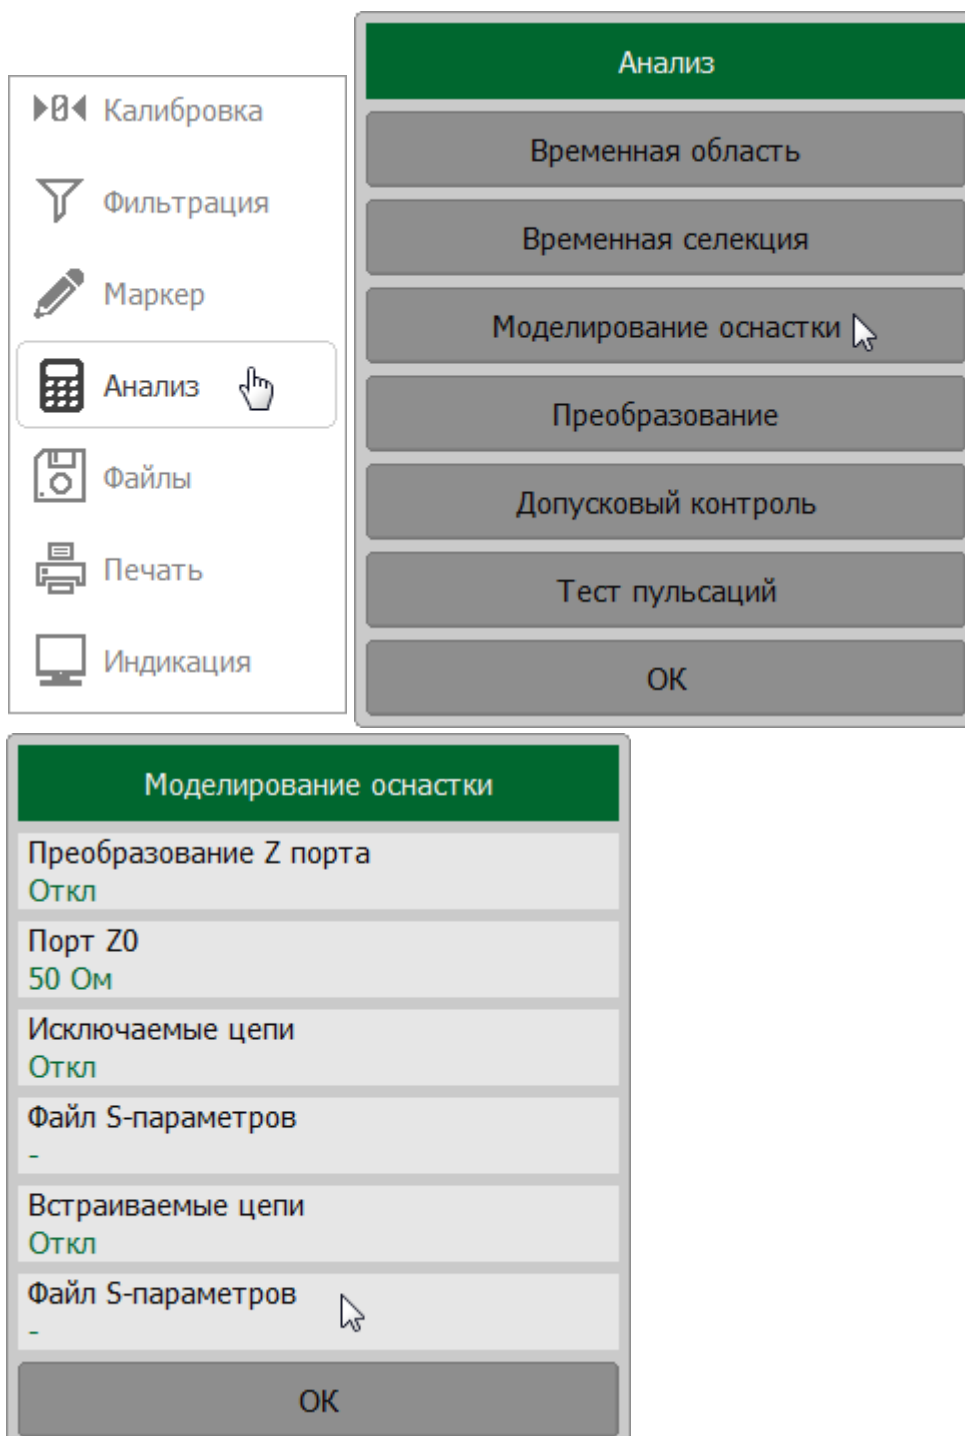 Калибровка
Фильтрация
Маркер
Анализ
Файлы
Печать
Индикация
Анализ
Временная область
Временная селекция
Моделирование оснастки
Преобразование
Допусковый контроль
Тест пульсаций
ОК
Моделирование оснастки
Преобразование Z порта
Откл
Порт Z0
50 Ом
Исключаемые цепи
Откл
Файл S-параметров
-
Встраиваемые цепи
Откл
Файл S-параметров
-
ОК